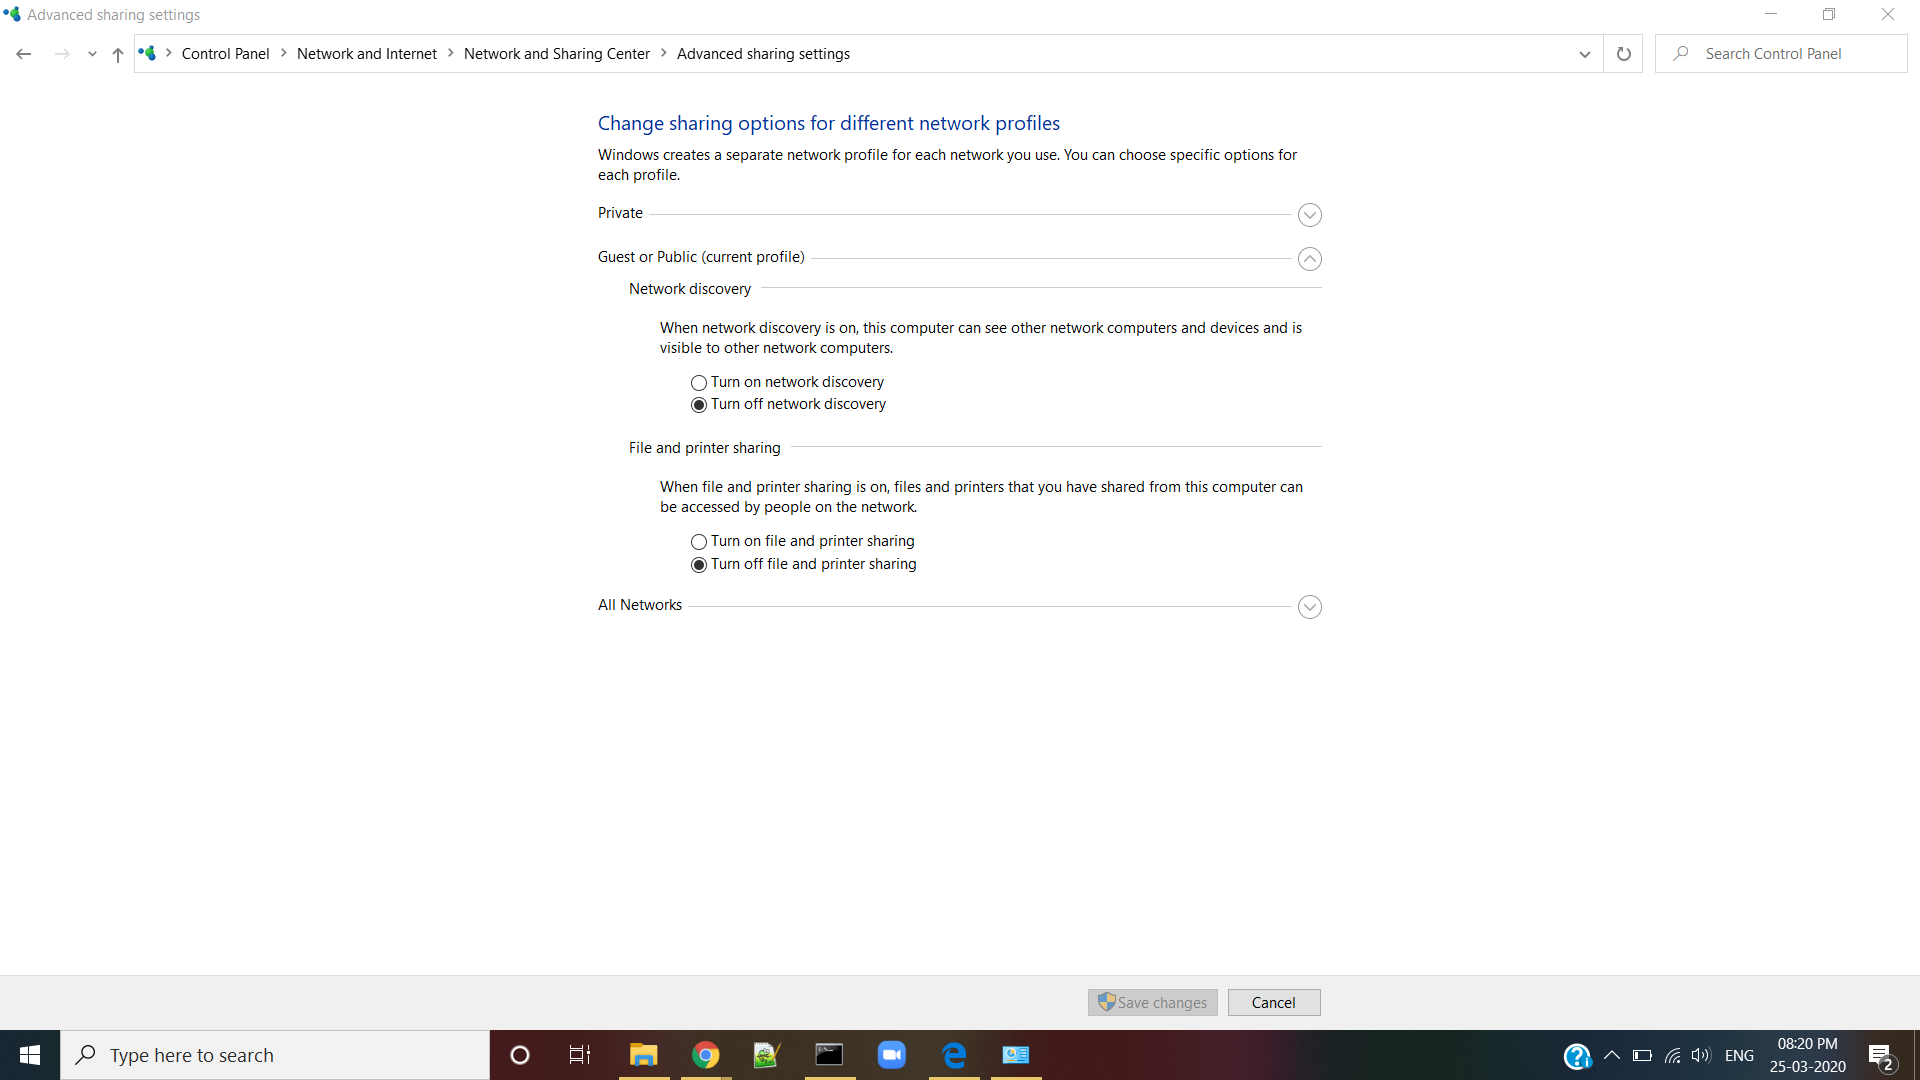 Advanced sharing settings
Control Panel > Network and Internet > Network and Sharing Center > Advanced sharing settings
Search Control Panel
Change sharing options for different network profiles
Windows creates a separate network profile for each network you use. You can choose specific options for
each profile.
Private
Guest or Public (current profile)
Network discovery
When network discovery is on, this computer can see other network computers and devices and is
visible to other network computers.
Turn on network discovery
Turn off network discovery
File and printer sharing
When file and printer sharing is on, files and printers that you have shared from this computer can
be accessed by people on the network.
Turn on file and printer sharing
Turn off file and printer sharing
All Networks
Save changes
Cancel
Type here to search
ENG
08:20 PM
25-03-2020
2